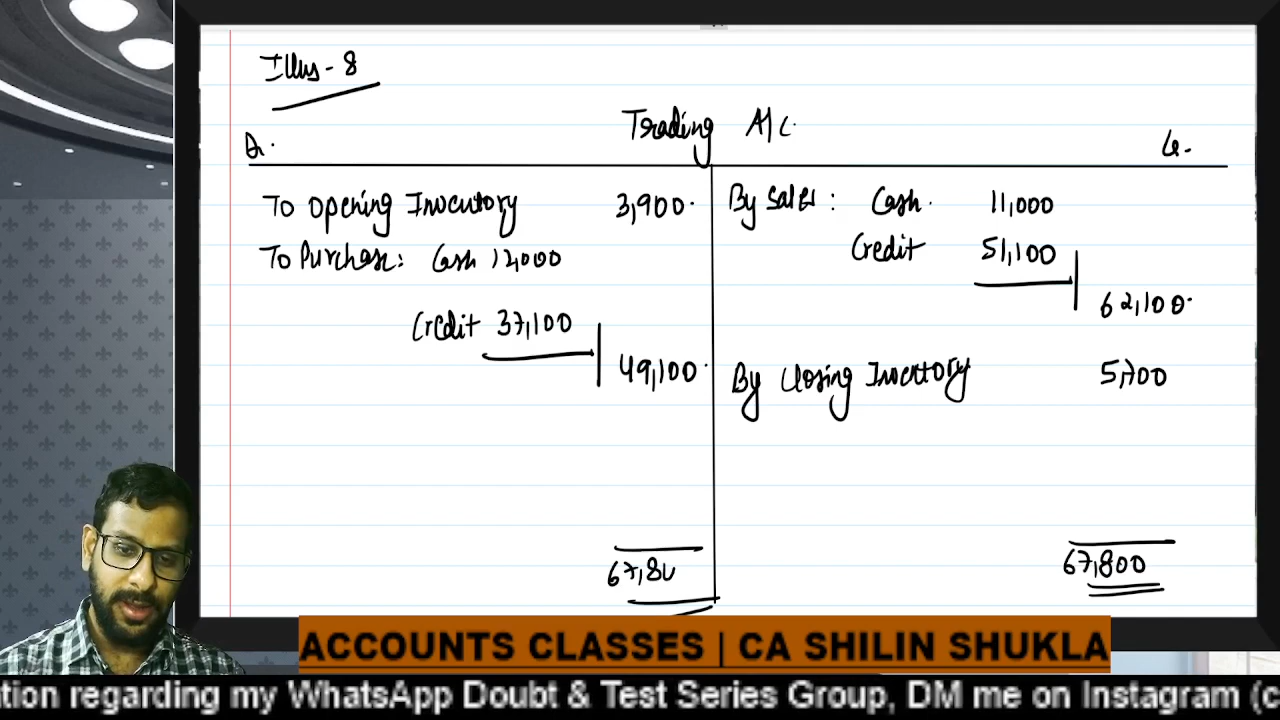 Illus - 8
Trading A/c.
Dr. Cr.
To Opening Inventory 3,900.
To Purchase: Cash 12,000
Credit 37,100
49,100.
By Sales: Cash. 11,000
Credit 51,100
62,100.
By Closing Inventory 5,700
67,80
67,800
ACCOUNTS CLASSES | CA SHILIN SHUKLA
tion regarding my WhatsApp Doubt & Test Series Group, DM me on Instagram (c